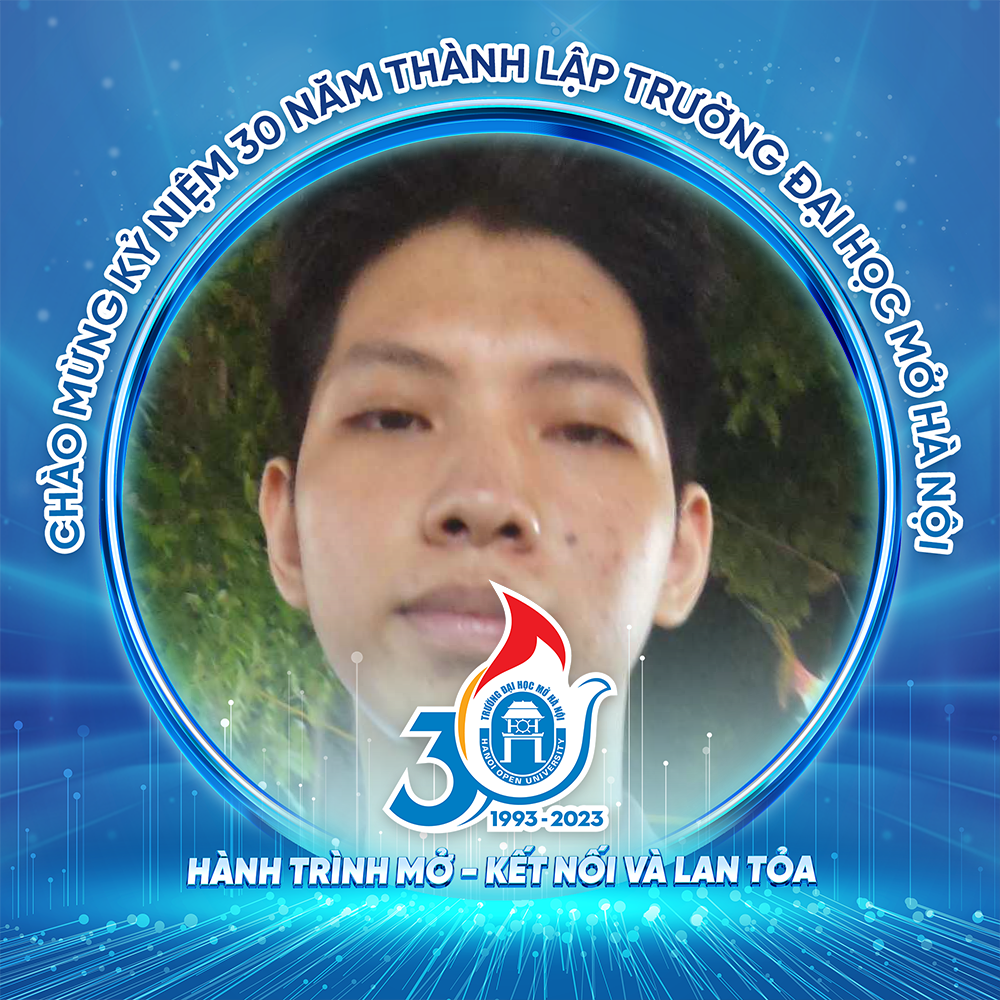 CHÀO MỪNG KỶ NIỆM 30 NĂM THÀNH LẬP TRƯỜNG ĐẠI HỌC MỞ HÀ NỘI
30
TRƯỜNG ĐẠI HỌC MỞ HÀ NỘI
HANOI OPEN UNIVERSITY
1993 - 2023
HÀNH TRÌNH MỞ - KẾT NỐI VÀ LAN TỎA